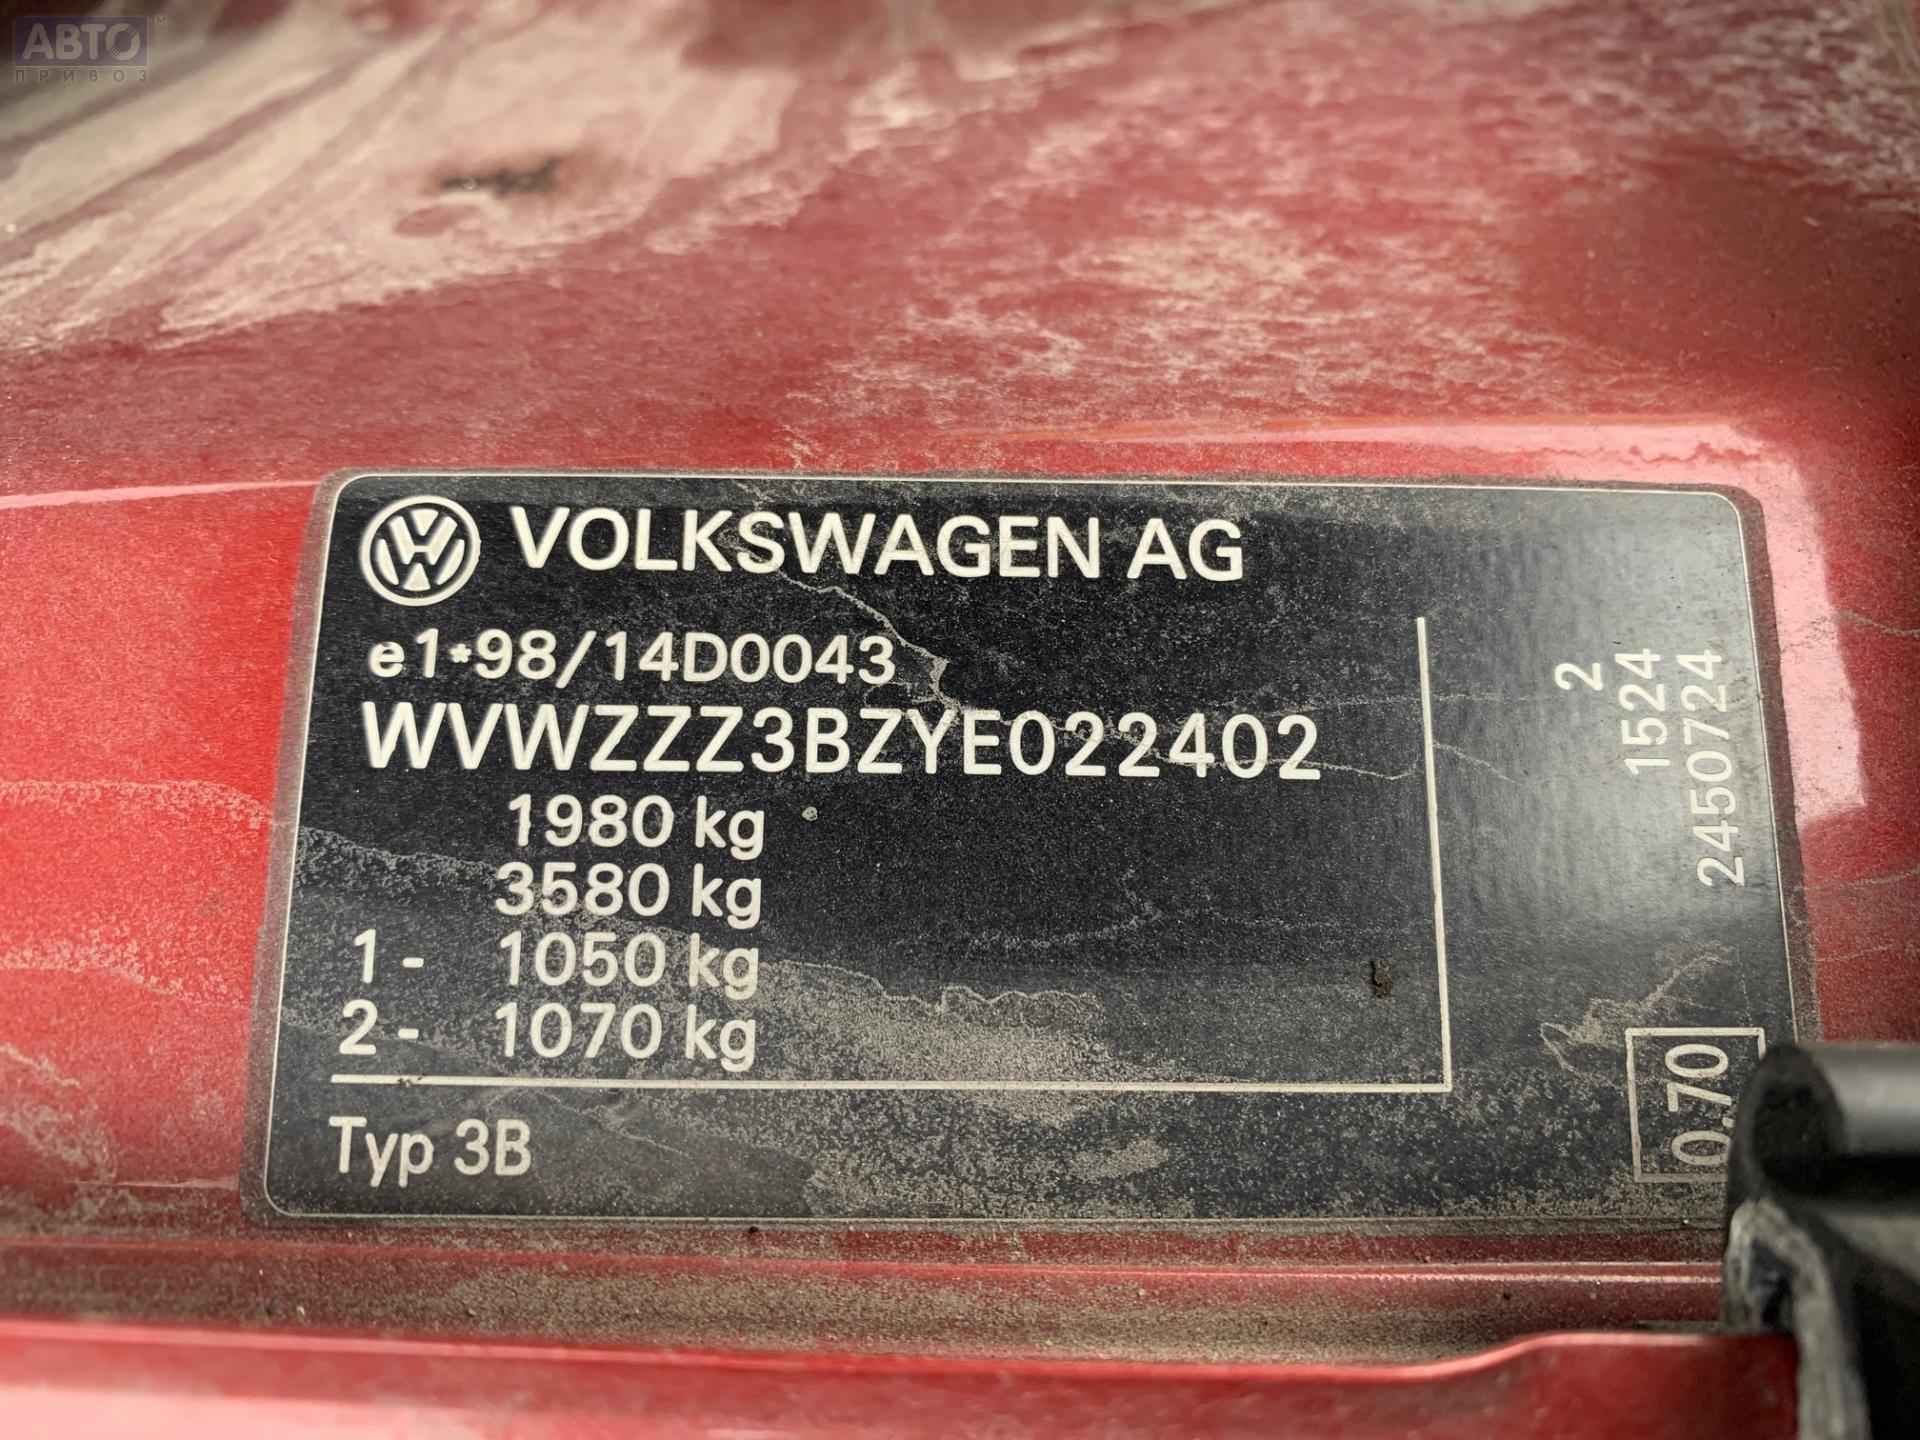 АВТО™
ПРИВОЗ
VOLKSWAGEN AG
e1*98/14D0043
WVWZZZ3BZYE022402
1980 kg
3580 kg
1- 1050 kg
2- 1070 kg
Typ 3B
2
1524
2450724
0.70